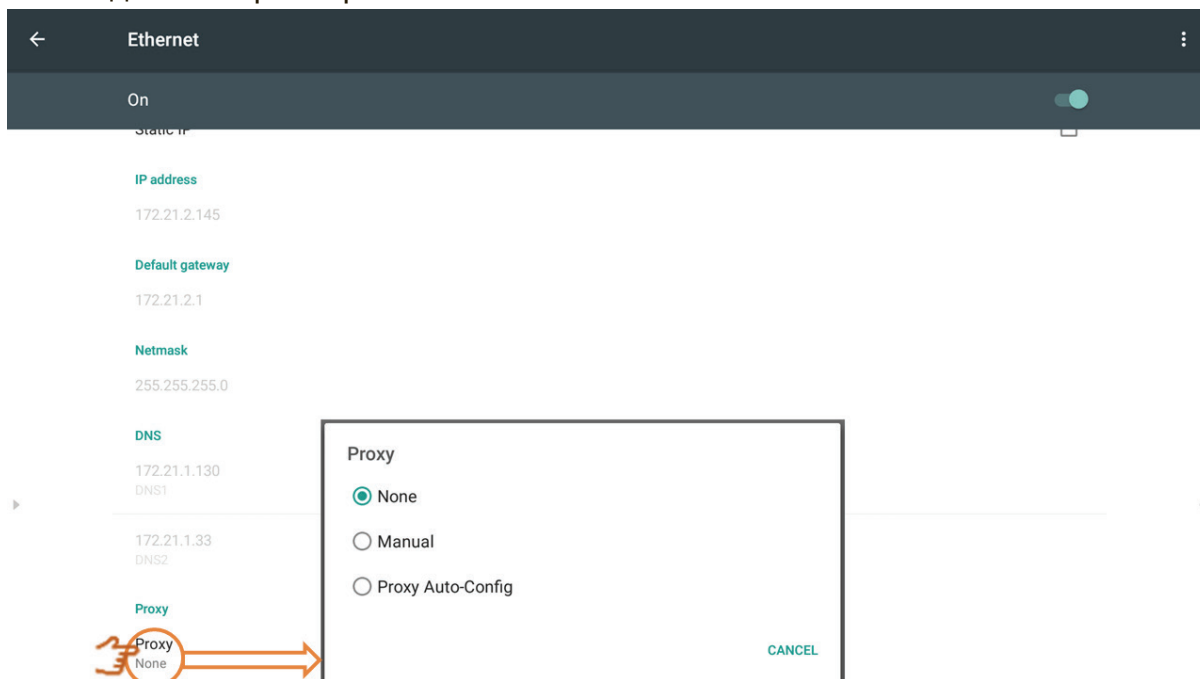 Ethernet
On
Static IP
IP address
172.21.2.145
Default gateway
172.21.2.1
Netmask
255.255.255.0
DNS
172.21.1.130
DNS1
172.21.1.33
DNS2
Proxy
Proxy
None
Proxy
None
Manual
Proxy Auto-Config
CANCEL